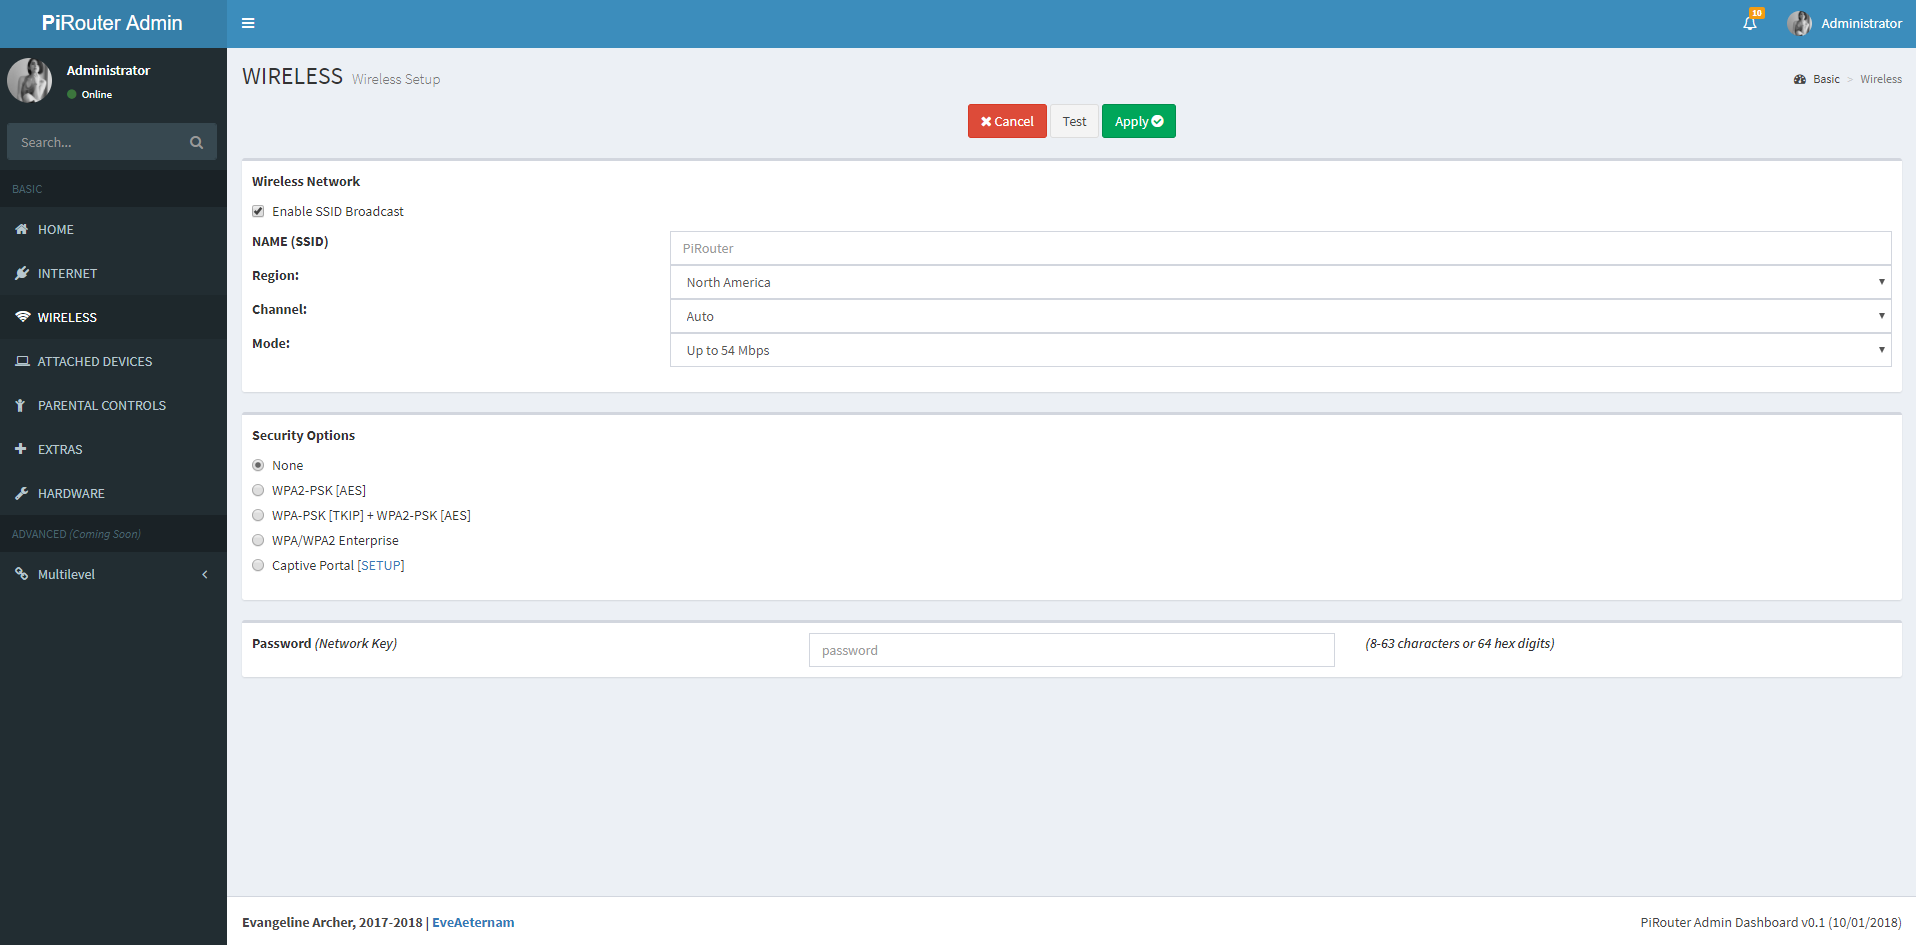 PiRouter Admin
10
Administrator
Administrator
Online
Search...
BASIC
HOME
INTERNET
WIRELESS
ATTACHED DEVICES
PARENTAL CONTROLS
EXTRAS
HARDWARE
ADVANCED (Coming Soon)
Multilevel
WIRELESS Wireless Setup
Basic > Wireless
Cancel
Test
Apply
Wireless Network
Enable SSID Broadcast
NAME (SSID)
PiRouter
Region:
North America
Channel:
Auto
Mode:
Up to 54 Mbps
Security Options
None
WPA2-PSK [AES]
WPA-PSK [TKIP] + WPA2-PSK [AES]
WPA/WPA2 Enterprise
Captive Portal [SETUP]
Password (Network Key)
password
(8-63 characters or 64 hex digits)
Evangeline Archer, 2017-2018 | EveAeternam
PiRouter Admin Dashboard v0.1 (10/01/2018)